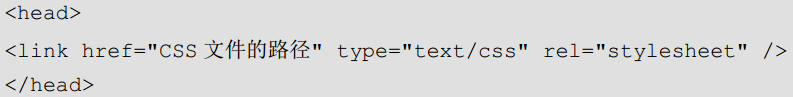 <head>
<link href="CSS 文件的路径" type="text/css" rel="stylesheet" />
</head>